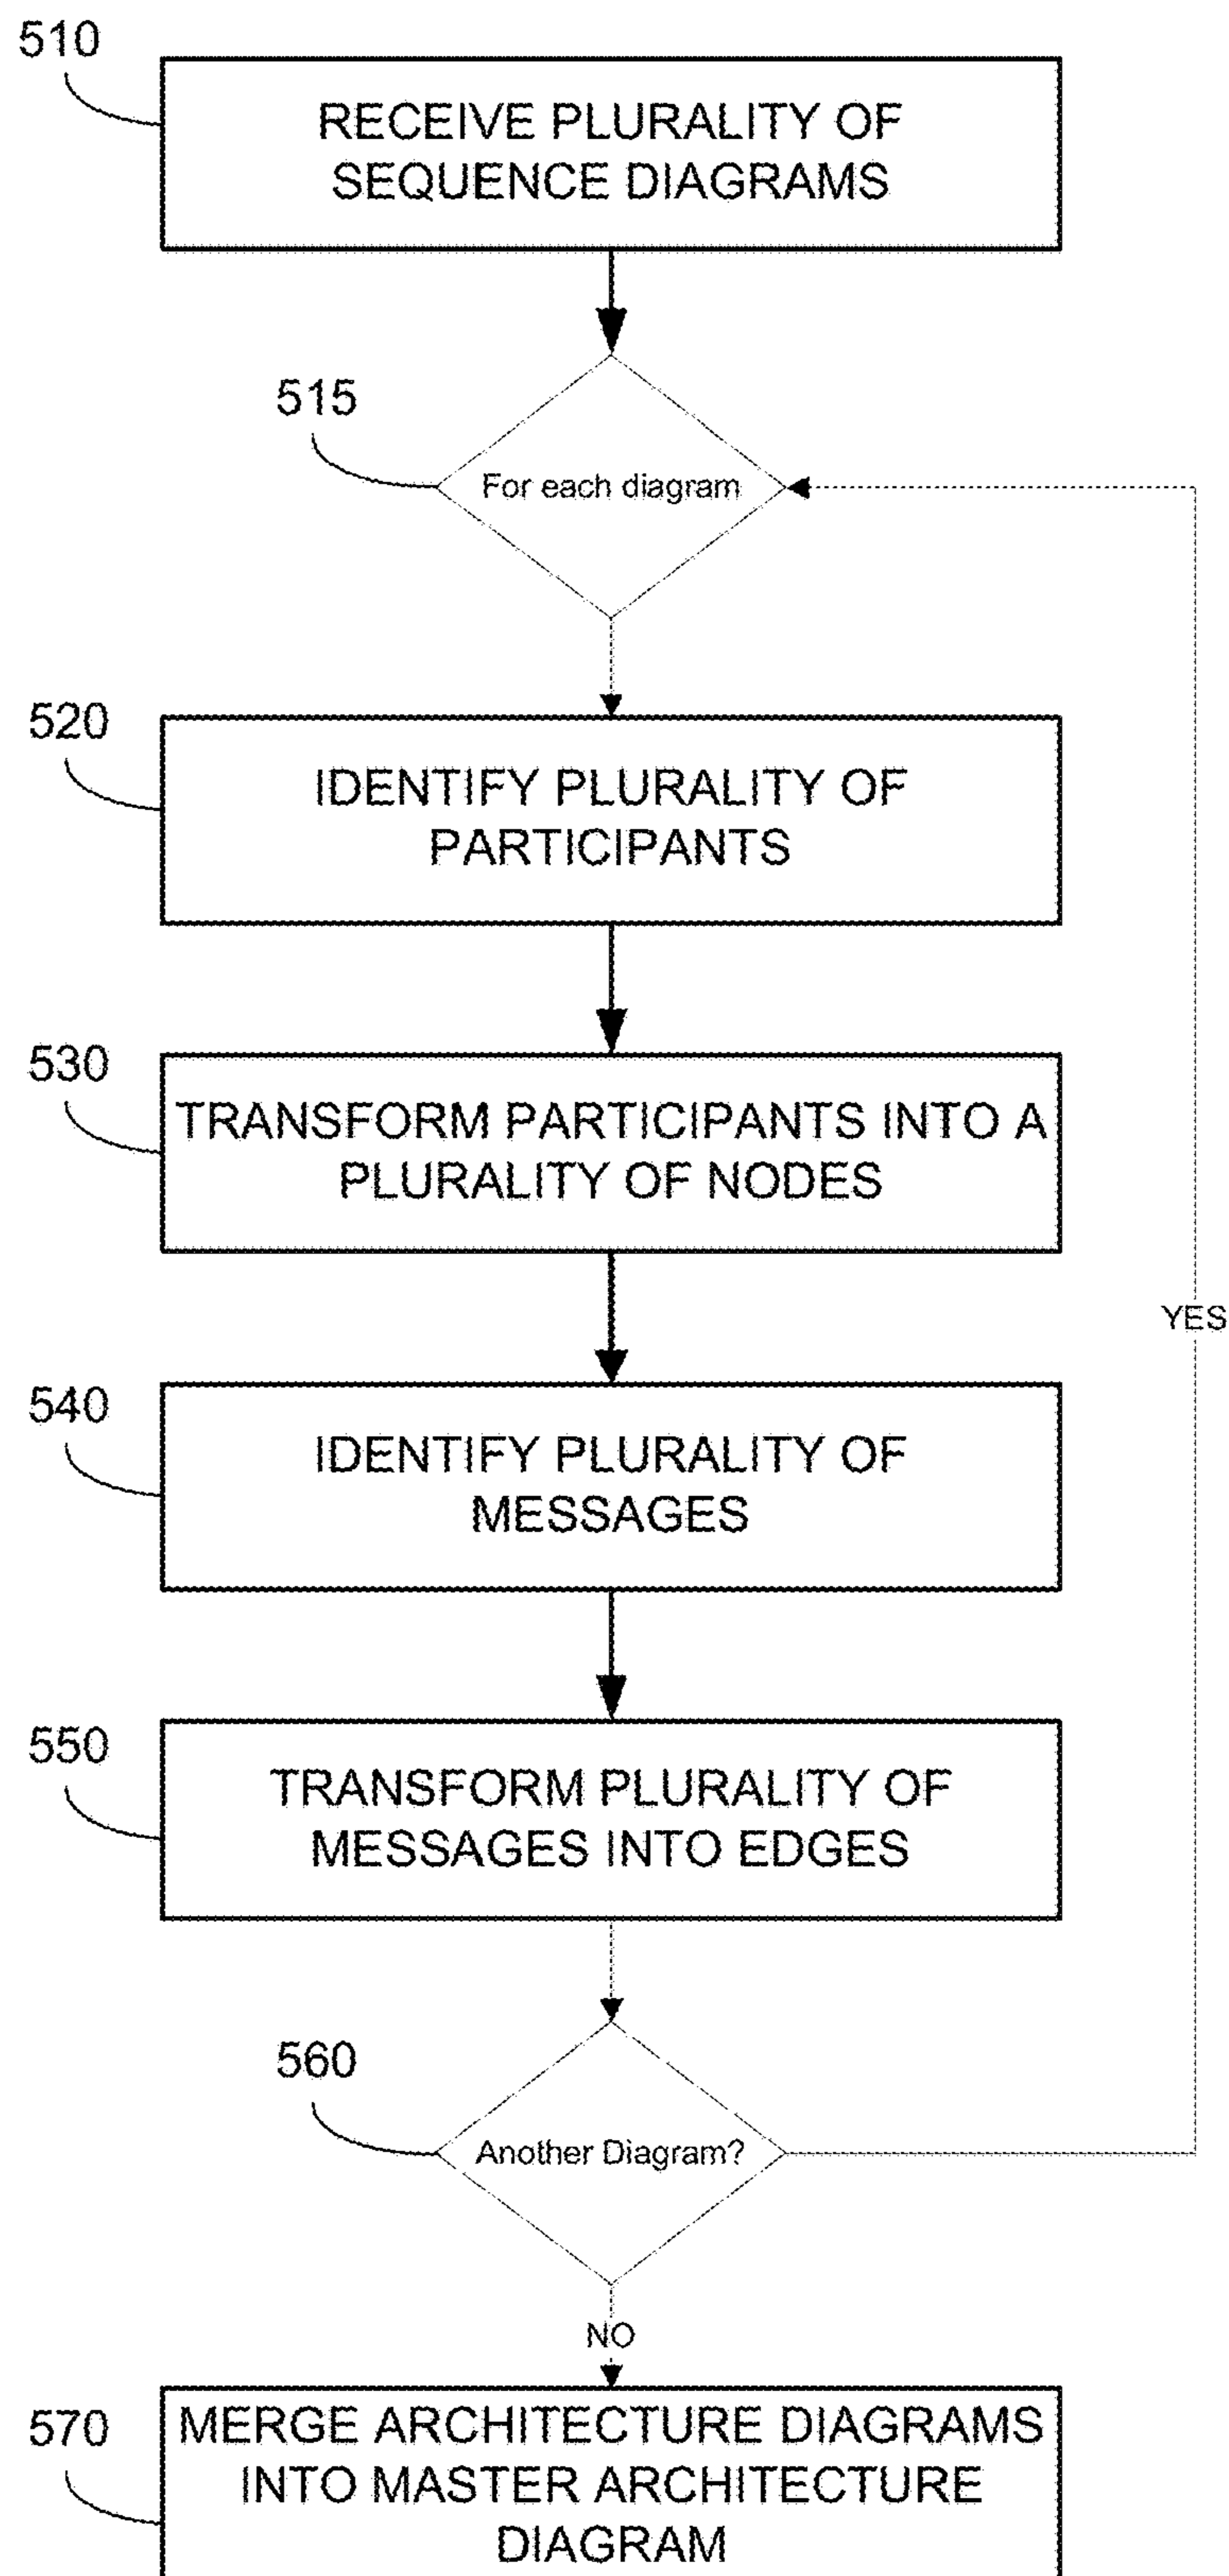 510
RECEIVE PLURALITY OF
SEQUENCE DIAGRAMS
515
For each diagram
520
IDENTIFY PLURALITY OF
PARTICIPANTS
530
TRANSFORM PARTICIPANTS INTO A
PLURALITY OF NODES
YES
540
IDENTIFY PLURALITY OF
MESSAGES
550
TRANSFORM PLURALITY OF
MESSAGES INTO EDGES
560
Another Diagram?
NO
570
MERGE ARCHITECTURE DIAGRAMS
INTO MASTER ARCHITECTURE
DIAGRAM